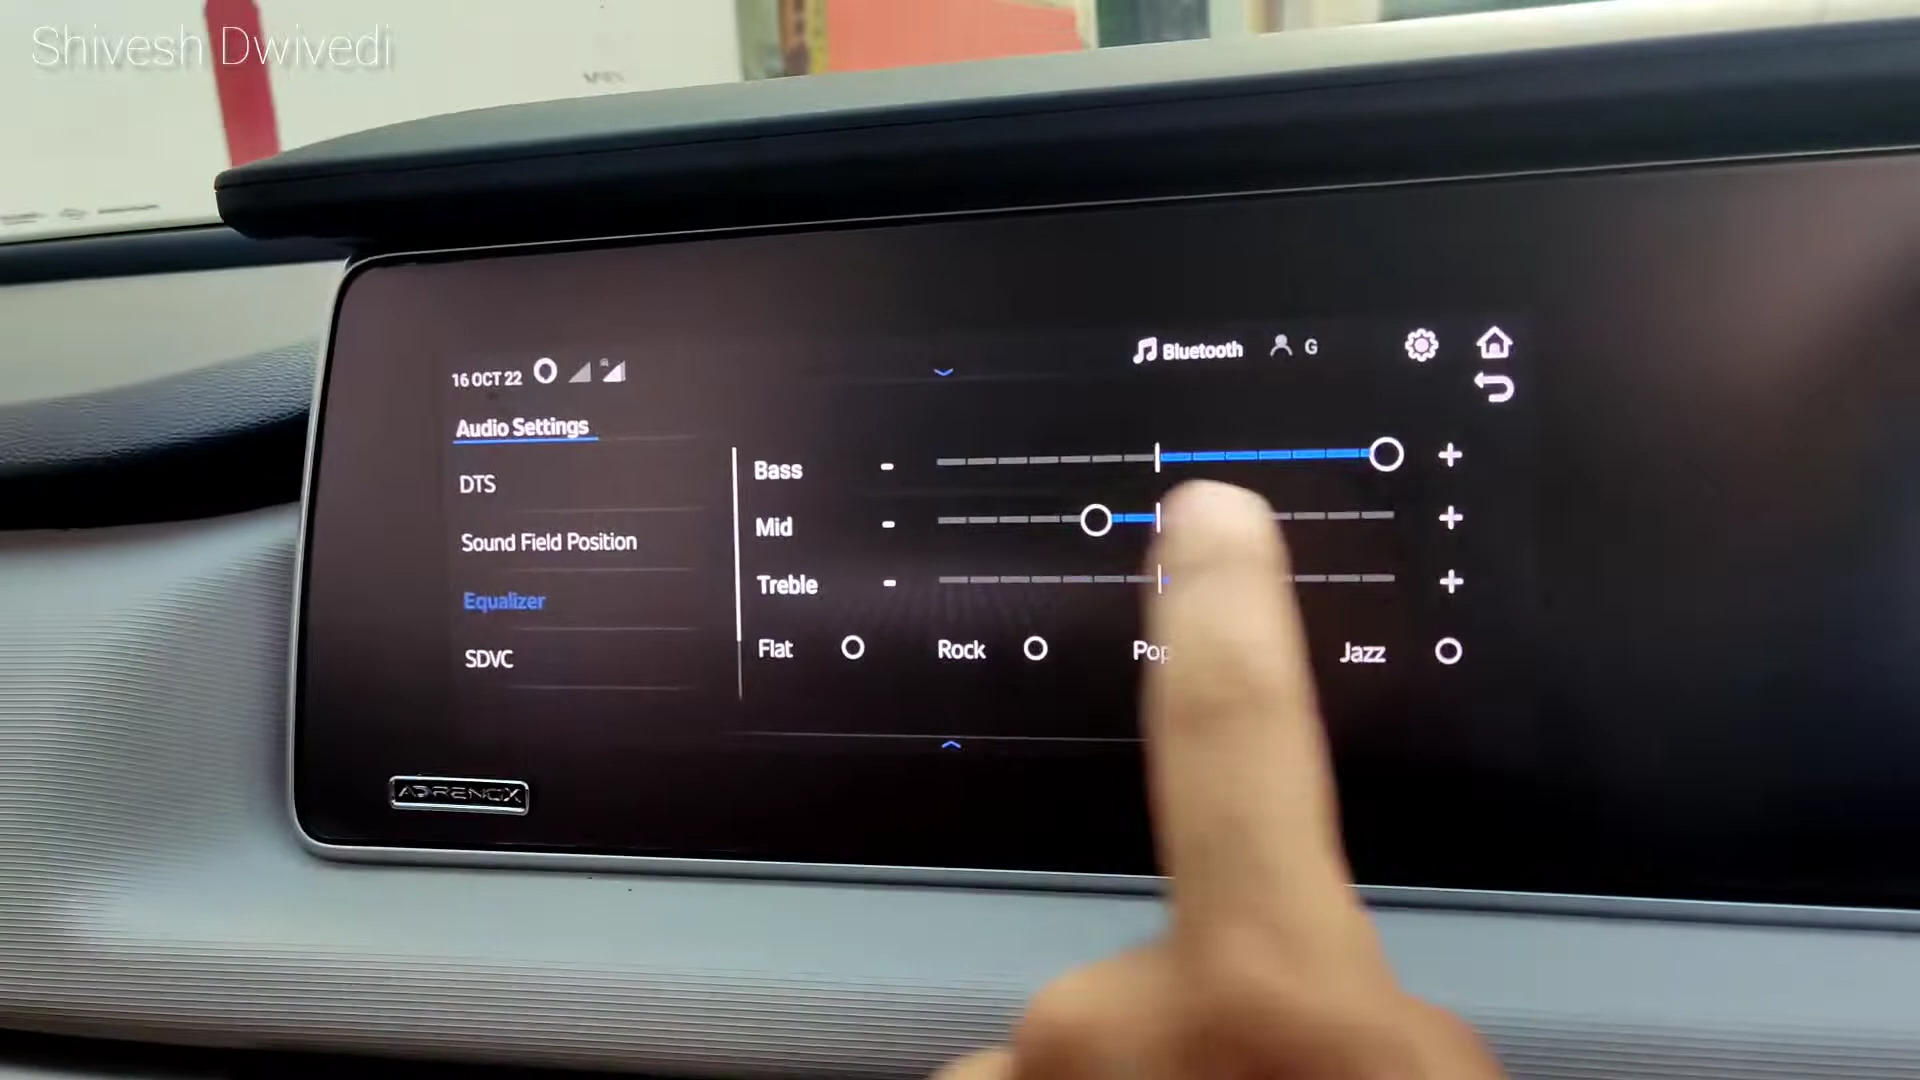 Shivesh Dwivedi
Bluetooth G
16 OCT 22
Audio Settings
DTS
Sound Field Position
Equalizer
SDVC
Bass - +
Mid - +
Treble - +
Flat Rock Pop Jazz
ADRENOX